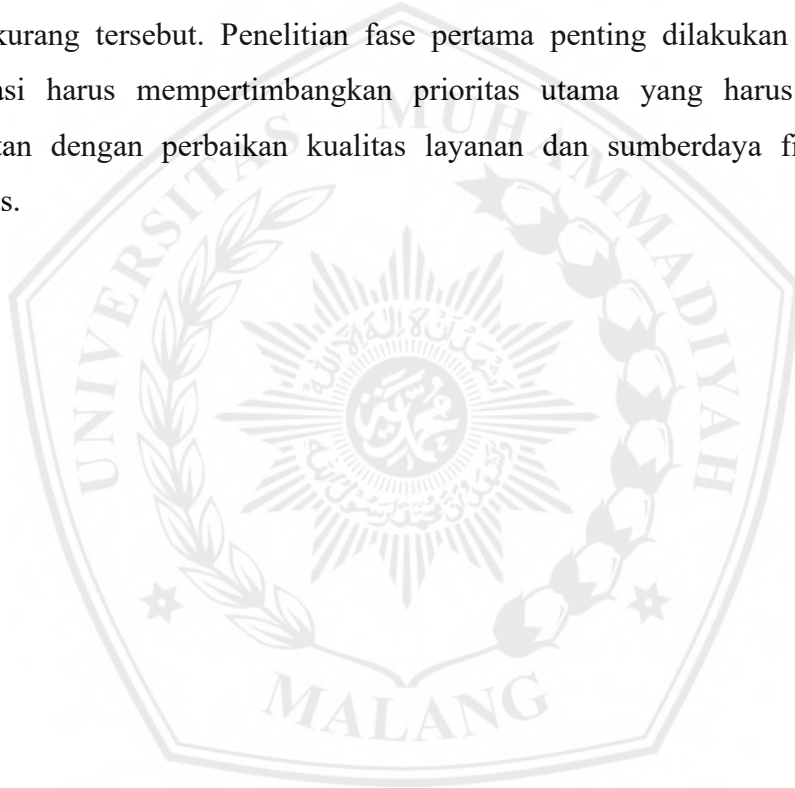 kurang tersebut. Penelitian fase pertama penting dilakukan
asi harus mempertimbangkan prioritas utama yang harus
tan dengan perbaikan kualitas layanan dan sumberdaya
s.
UNIVERSITAS MUHAMMADIYAH
MALANG